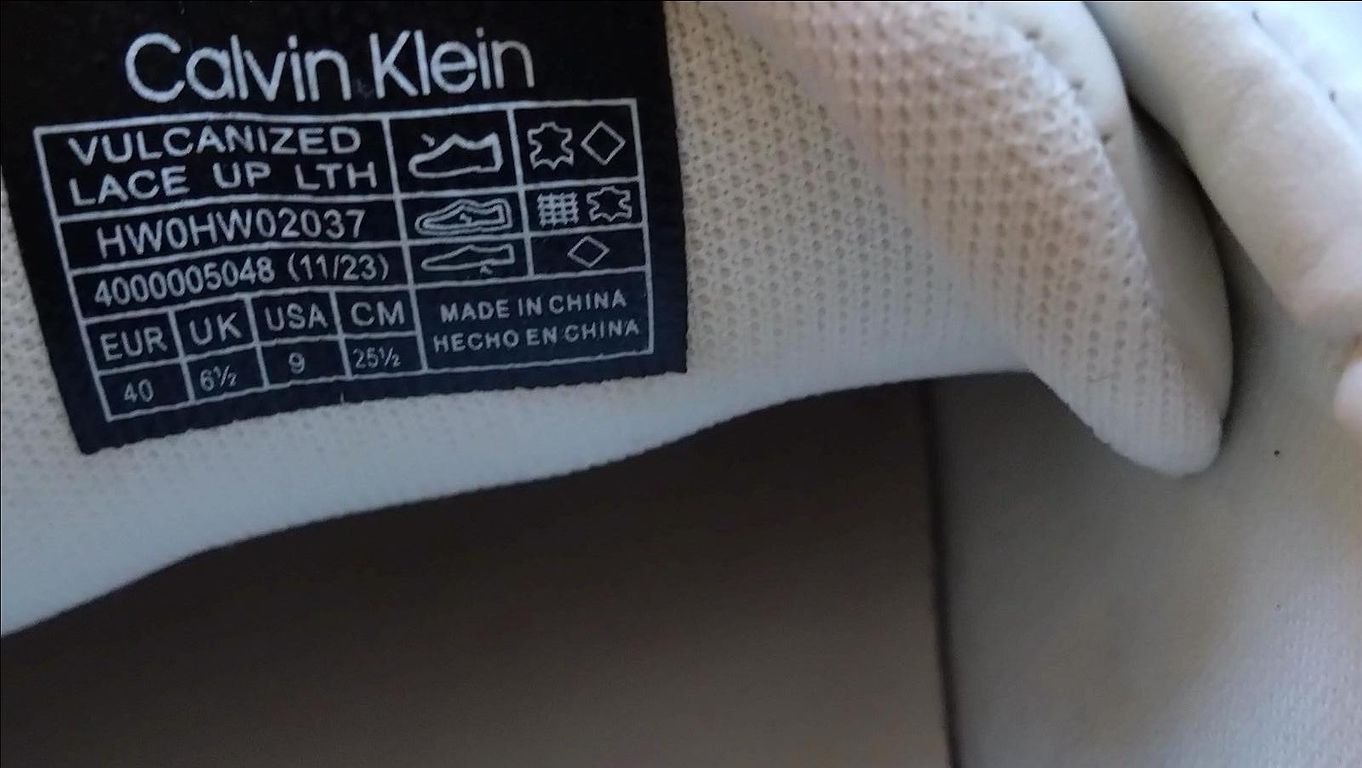 Calvin Klein
VULCANIZED
LACE UP LTH
HW0HW02037
4000005048 (11/23)
EUR UK USA CM
40 6½ 9 25½
MADE IN CHINA
HECHO EN CHINA